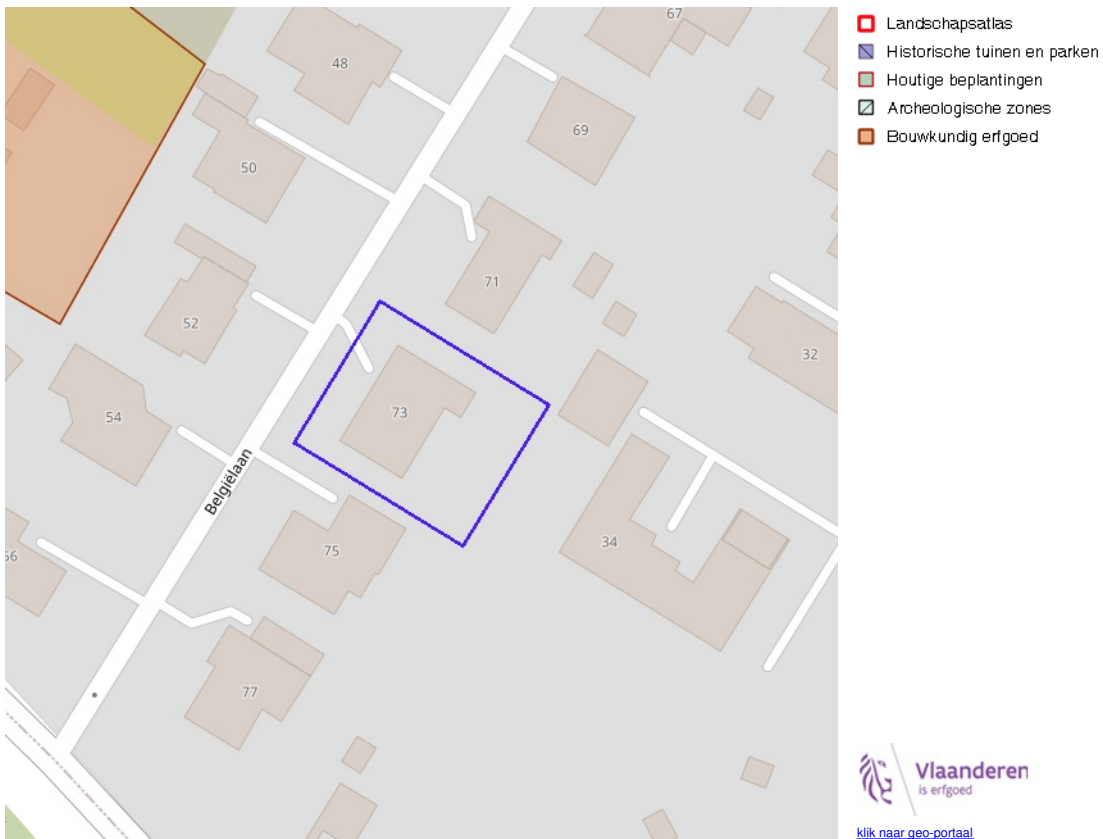 Landschapsatlas
Historische tuinen en parken
Houtige beplantingen
Archeologische zones
Bouwkundig erfgoed
67
48
69
50
71
52
32
73
54
Belgiëlaan
75
34
56
77
Vlaanderen
is erfgoed
klik naar geo-portaal